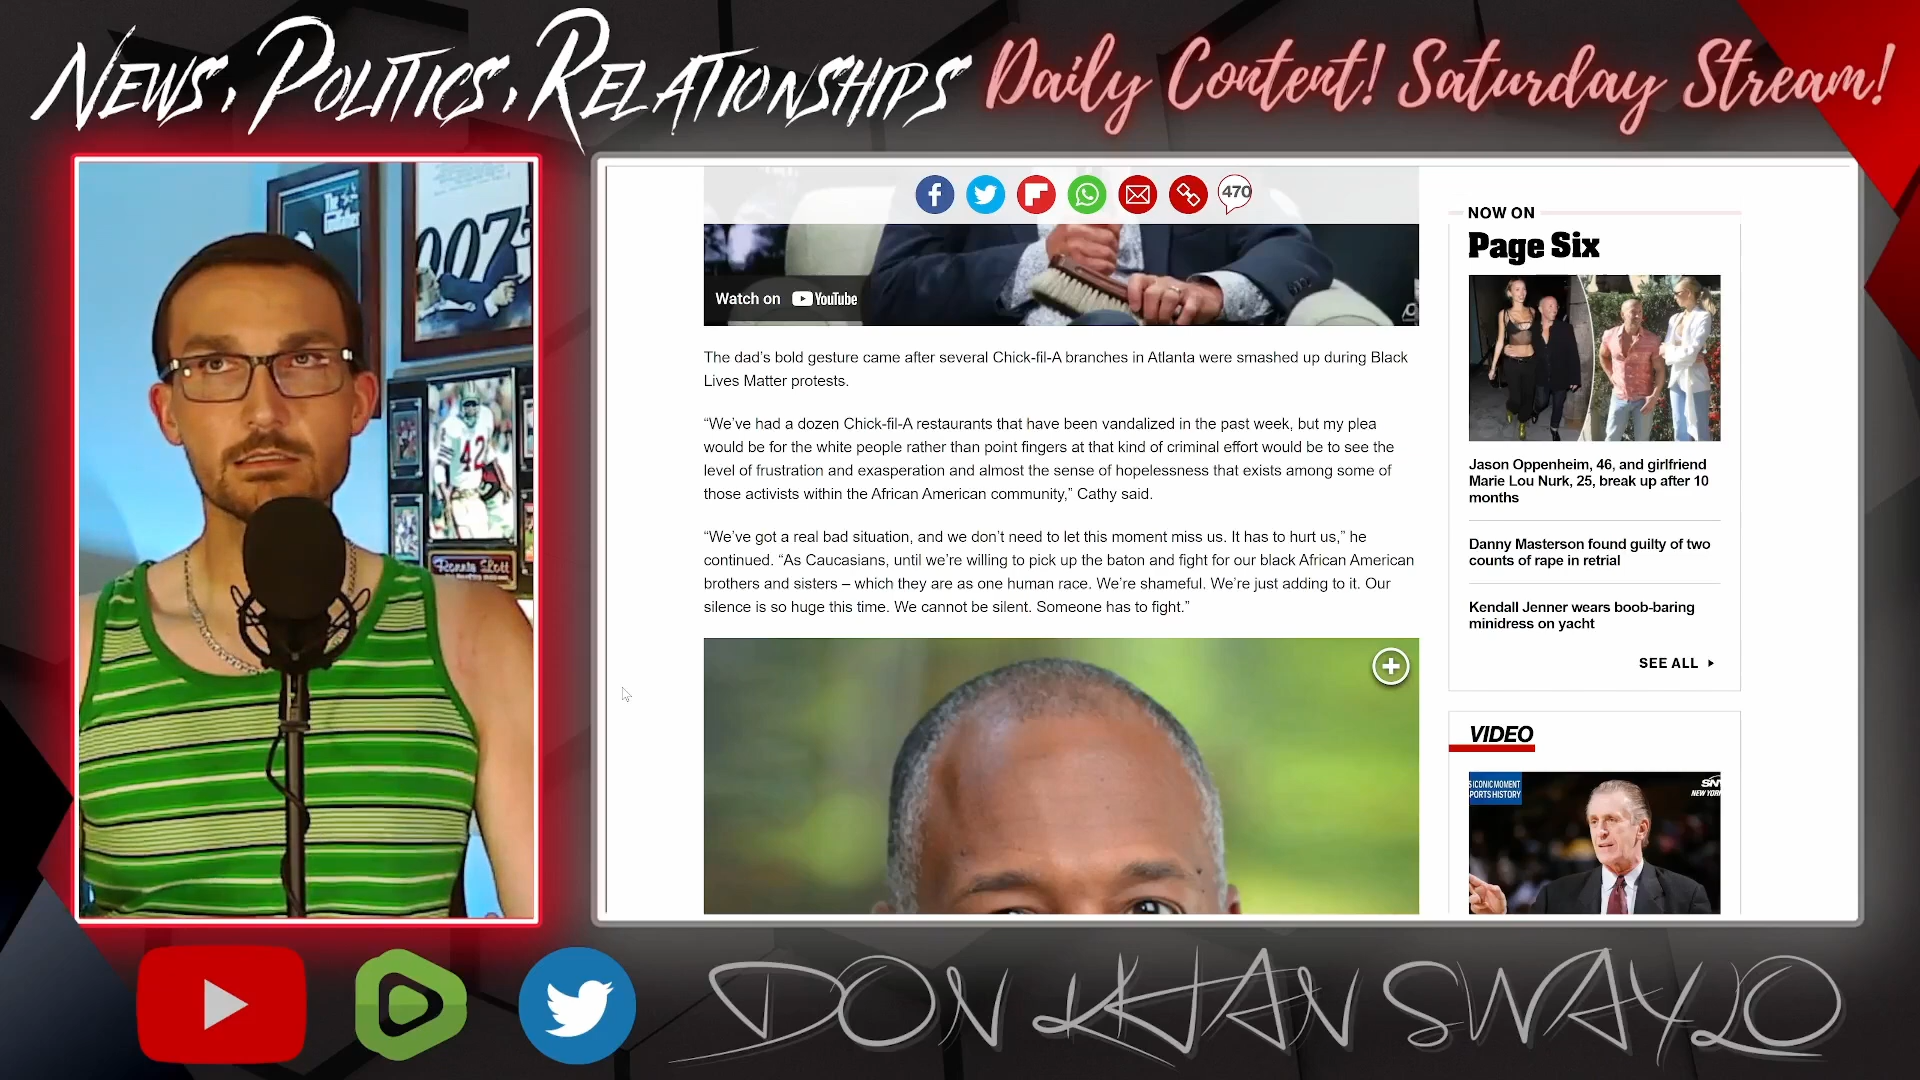 NEWS, POLITICS, RELATIONSHIPS
Daily Content! Saturday Stream!
The
007
42
Ronnie Lott
470
Watch on YouTube
The dad's bold gesture came after several Chick-fil-A branches in Atlanta were smashed up during Black
Lives Matter protests.
“We've had a dozen Chick-fil-A restaurants that have been vandalized in the past week, but my plea
would be for the white people rather than point fingers at that kind of criminal effort would be to see the
level of frustration and exasperation and almost the sense of hopelessness that exists among some of
those activists within the African American community,” Cathy said.
“We've got a real bad situation, and we don't need to let this moment miss us. It has to hurt us,” he
continued. “As Caucasians, until we're willing to pick up the baton and fight for our black African American
brothers and sisters – which they are as one human race. We're shameful. We're just adding to it. Our
silence is so huge this time. We cannot be silent. Someone has to fight.”
NOW ON
Page Six
Jason Oppenheim, 46, and girlfriend
Marie Lou Nurk, 25, break up after 10
months
Danny Masterson found guilty of two
counts of rape in retrial
Kendall Jenner wears boob-baring
minidress on yacht
SEE ALL
VIDEO
ICONIC MOMENT
PORTS HISTORY
SN
NEW YOR
DON KHAN SWAYLO